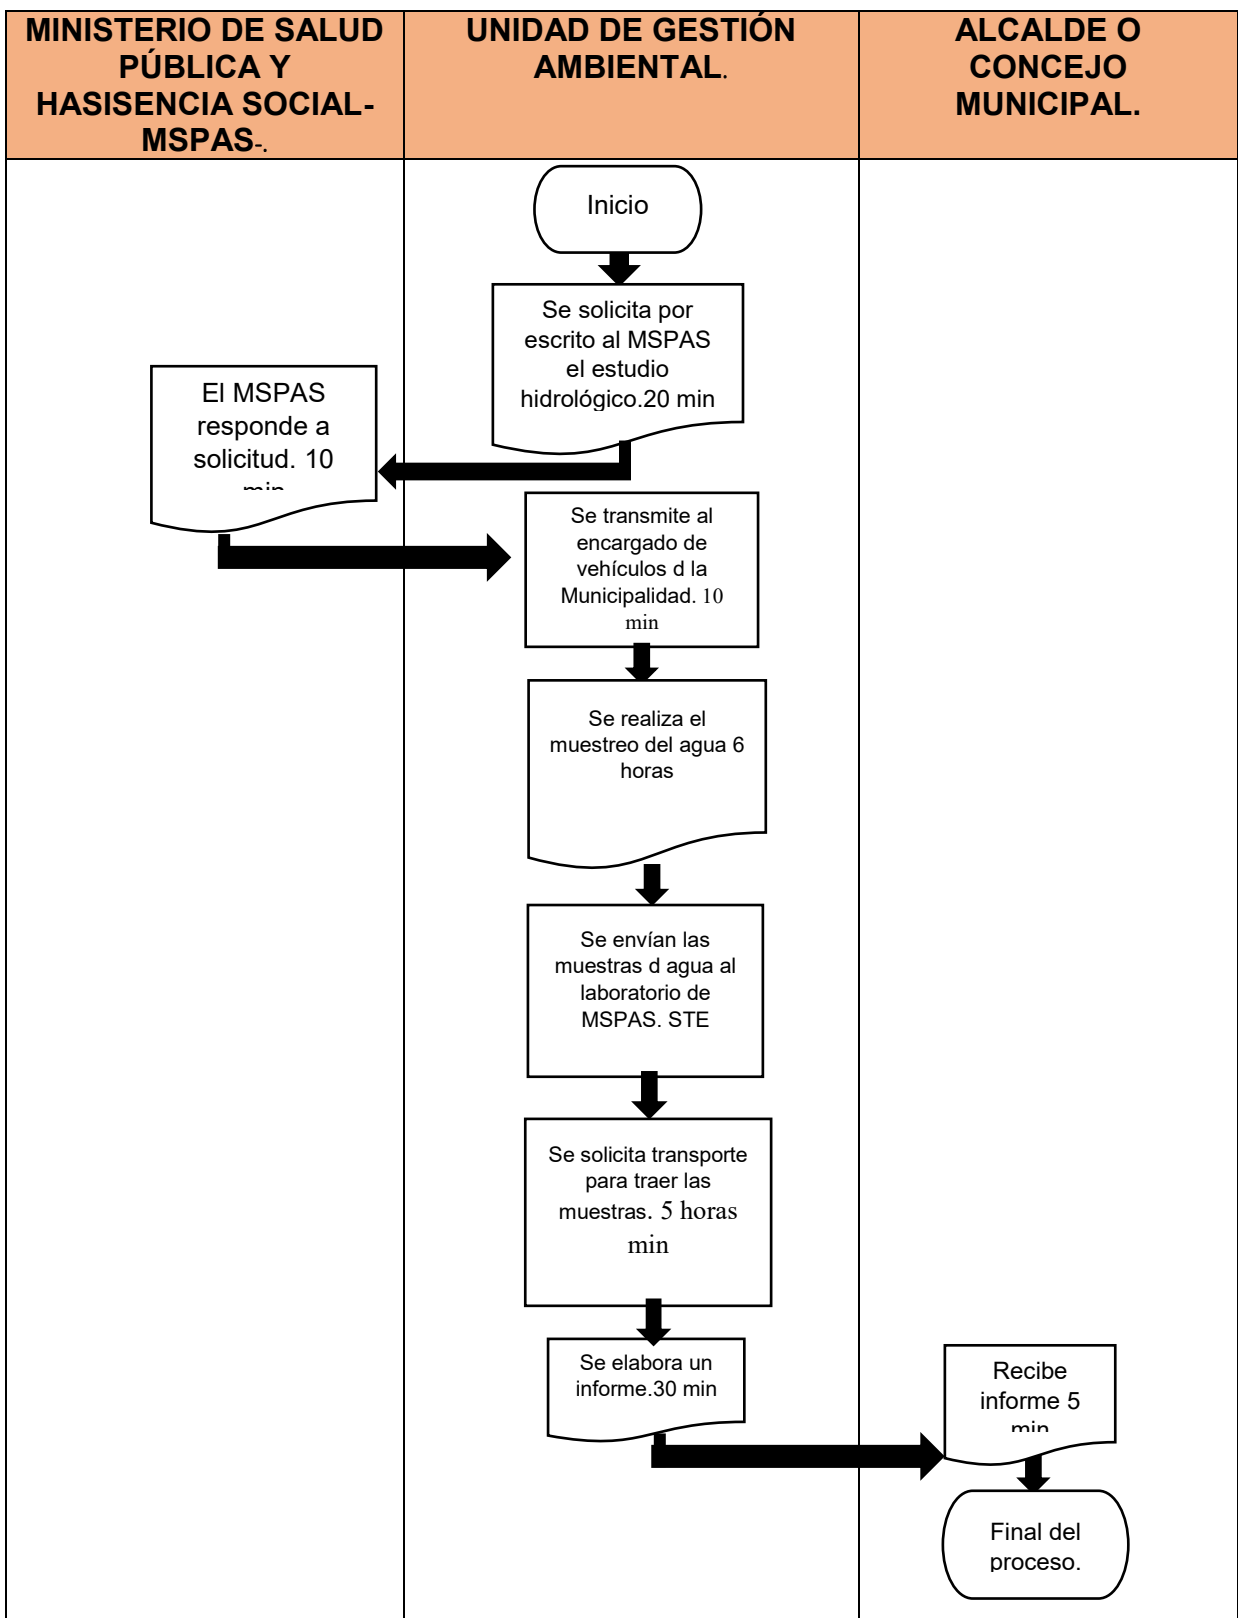 MINISTERIO DE SALUD
PÚBLICA Y
HASISENCIA SOCIAL-
MSPAS-.
UNIDAD DE GESTIÓN
AMBIENTAL.
ALCALDE O
CONCEJO
MUNICIPAL.
Inicio
Se solicita por
escrito al MSPAS
el estudio
hidrológico.20 min
El MSPAS
responde a
solicitud. 10
min
Se transmite al
encargado de
vehículos d la
Municipalidad. 10
min
Se realiza el
muestreo del agua 6
horas
Se envían las
muestras d agua al
laboratorio de
MSPAS. STE
Se solicita transporte
para traer las
muestras. 5 horas
min
Se elabora un
informe.30 min
Recibe
informe 5
min
Final del
proceso.